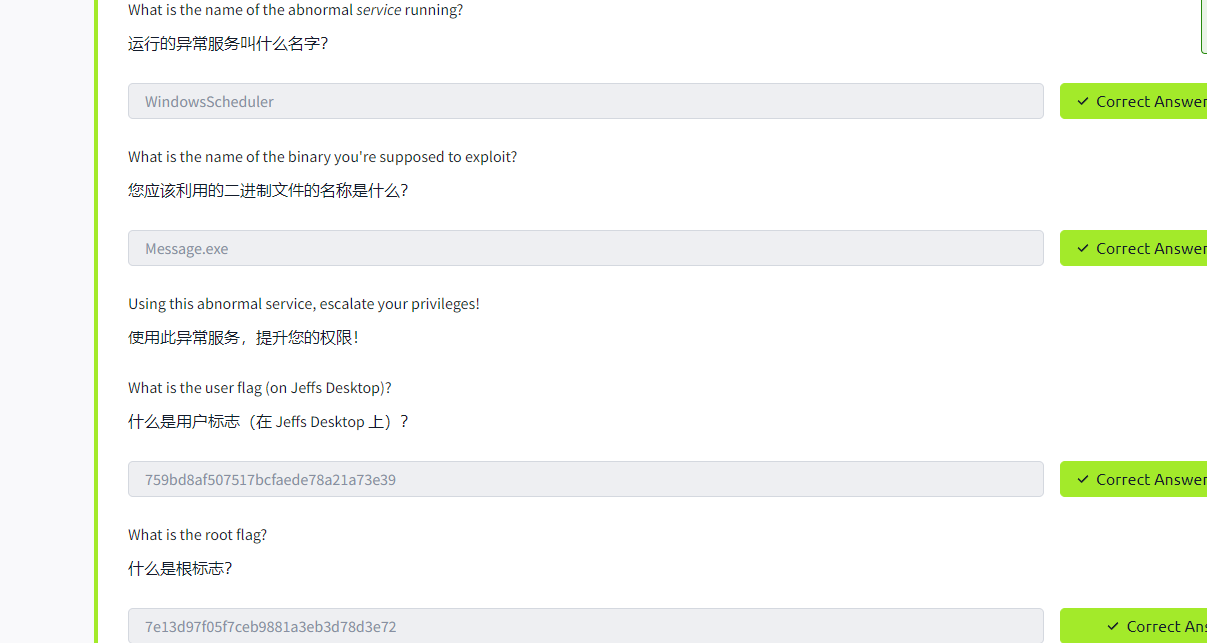 What is the name of the abnormal service running?
运行的异常服务叫什么名字？
WindowsScheduler
✓ Correct Answer
What is the name of the binary you're supposed to exploit?
您应该利用的二进制文件的名称是什么？
Message.exe
✓ Correct Answer
Using this abnormal service, escalate your privileges!
使用此异常服务，提升您的权限！
What is the user flag (on Jeffs Desktop)?
什么是用户标志（在 Jeffs Desktop 上）？
759bd8af507517bcfaede78a21a73e39
✓ Correct Answer
What is the root flag?
什么是根标志？
7e13d97f05f7ceb9881a3eb3d78d3e72
✓ Correct Ans